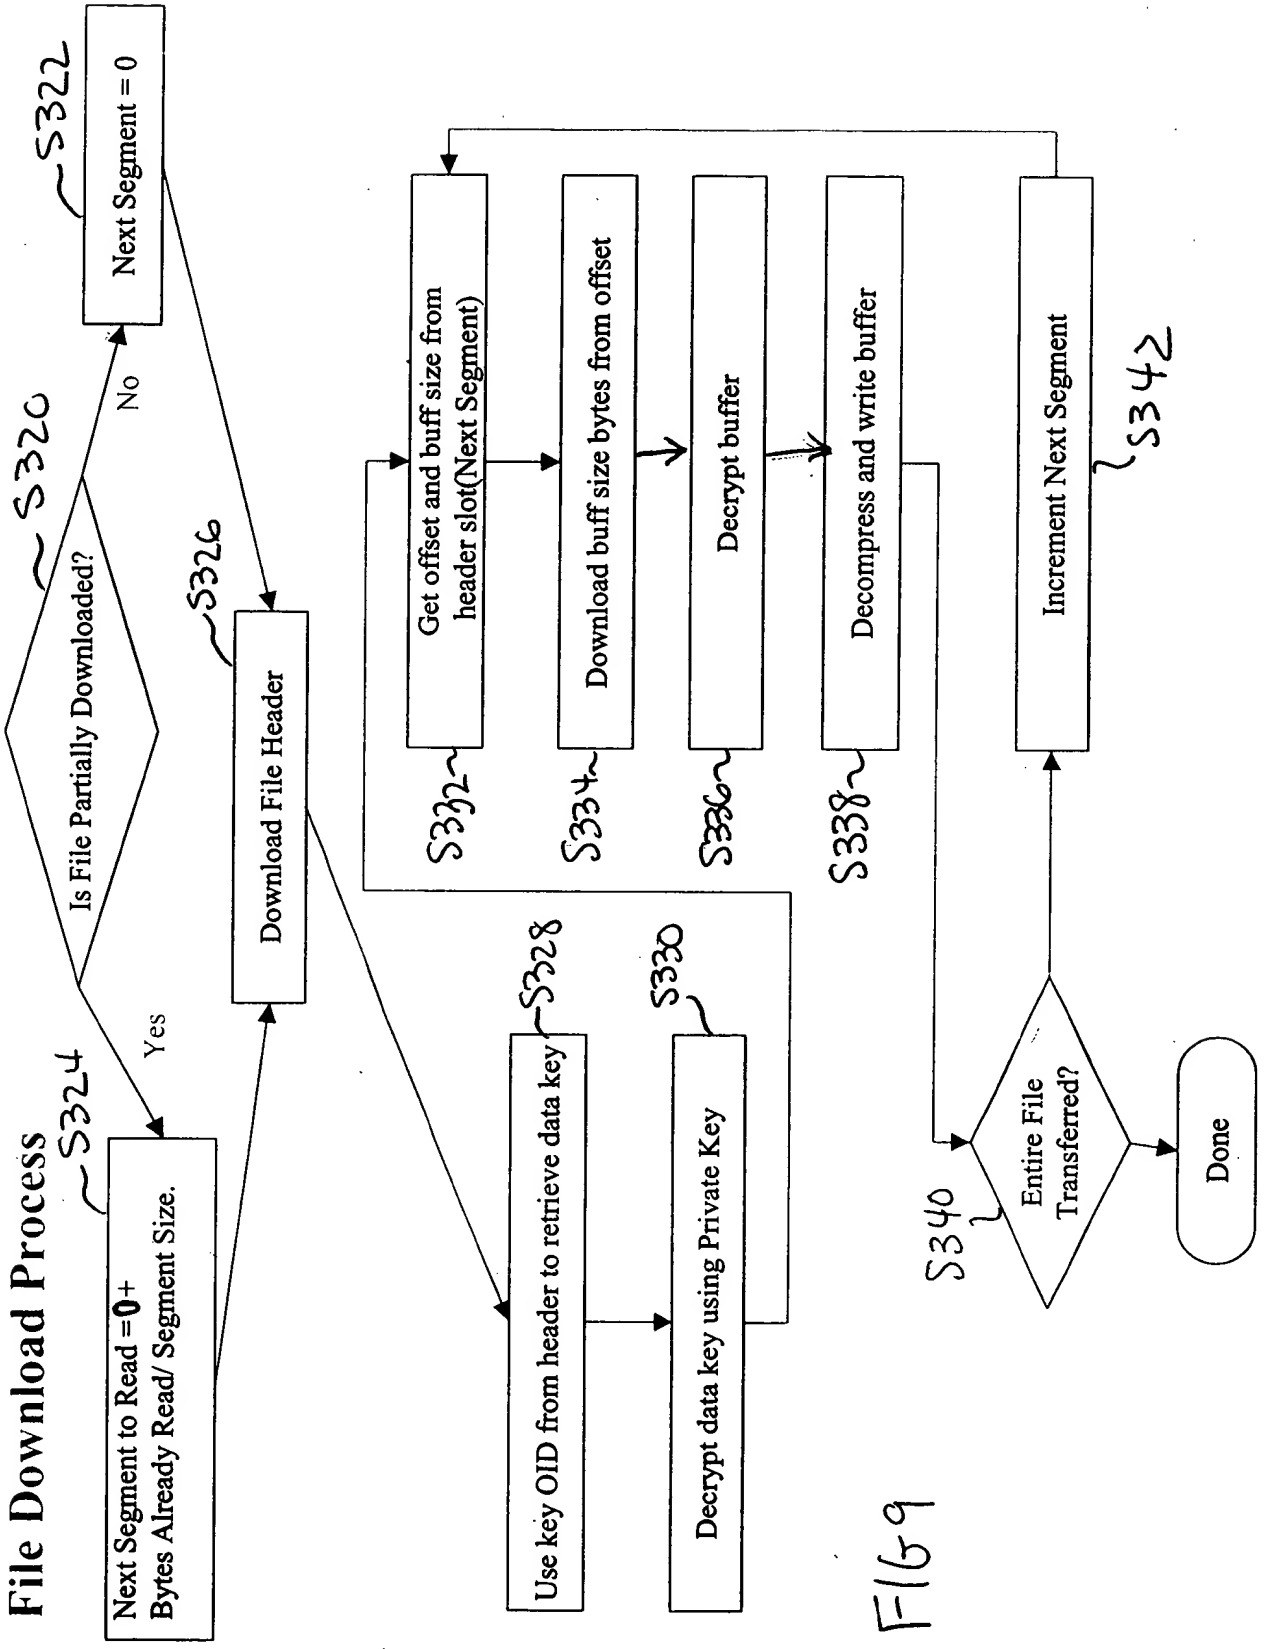 File Download Process
S320
Is File Partially Downloaded?
Yes
No
S324
Next Segment to Read =0+
Bytes Already Read/ Segment Size.
S322
Next Segment = 0
S326
Download File Header
S328
Use key OID from header to retrieve data key
S330
Decrypt data key using Private Key
S332
Get offset and buff size from
header slot(Next Segment)
S334
Download buff size bytes from offset
S336
Decrypt buffer
S338
Decompress and write buffer
S340
Entire File
Transferred?
S342
Increment Next Segment
Done
FIG 9